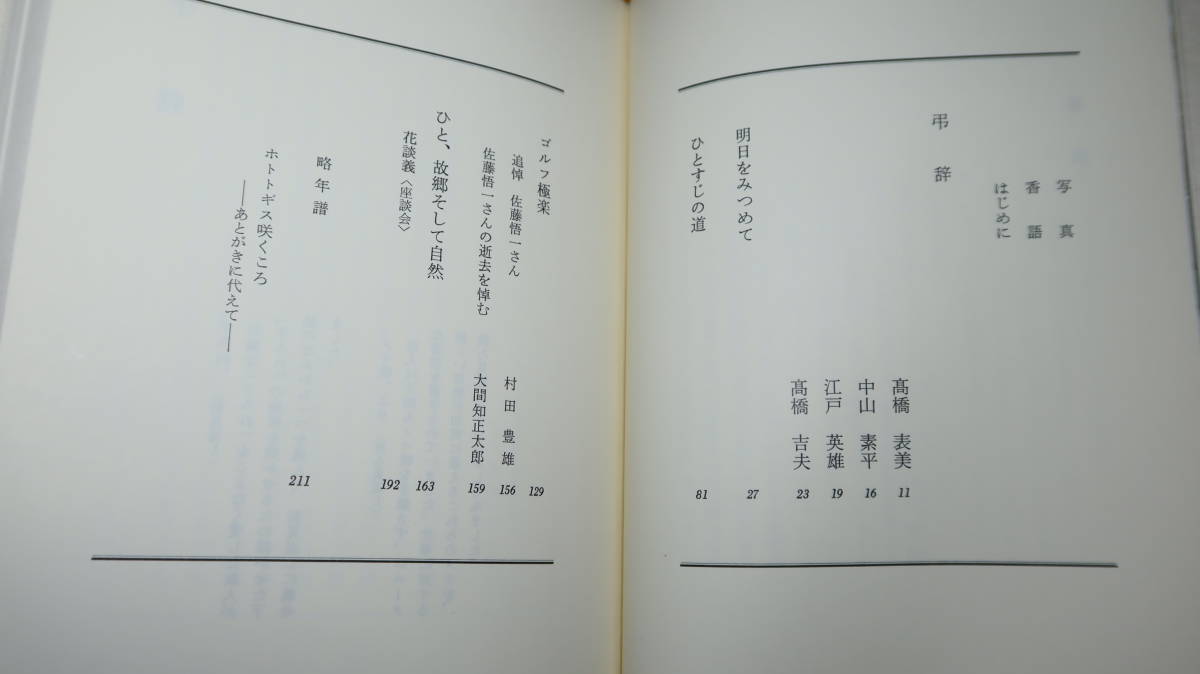 写真
香語
はじめに
弔辞
髙橋 表美 11
中山 素平 16
江戸 英雄 19
髙橋 吉夫 23
明日をみつめて 27
ひとすじの道 81
ゴルフ極楽 129
追悼 佐藤悟一さん 村田豊雄 156
佐藤悟一さんの逝去を悼む 大間知正太郎 159
ひと、故郷そして自然 163
花談義〈座談会〉 192
略年譜 211
ホトトギス咲くころ
──あとがきに代えて──